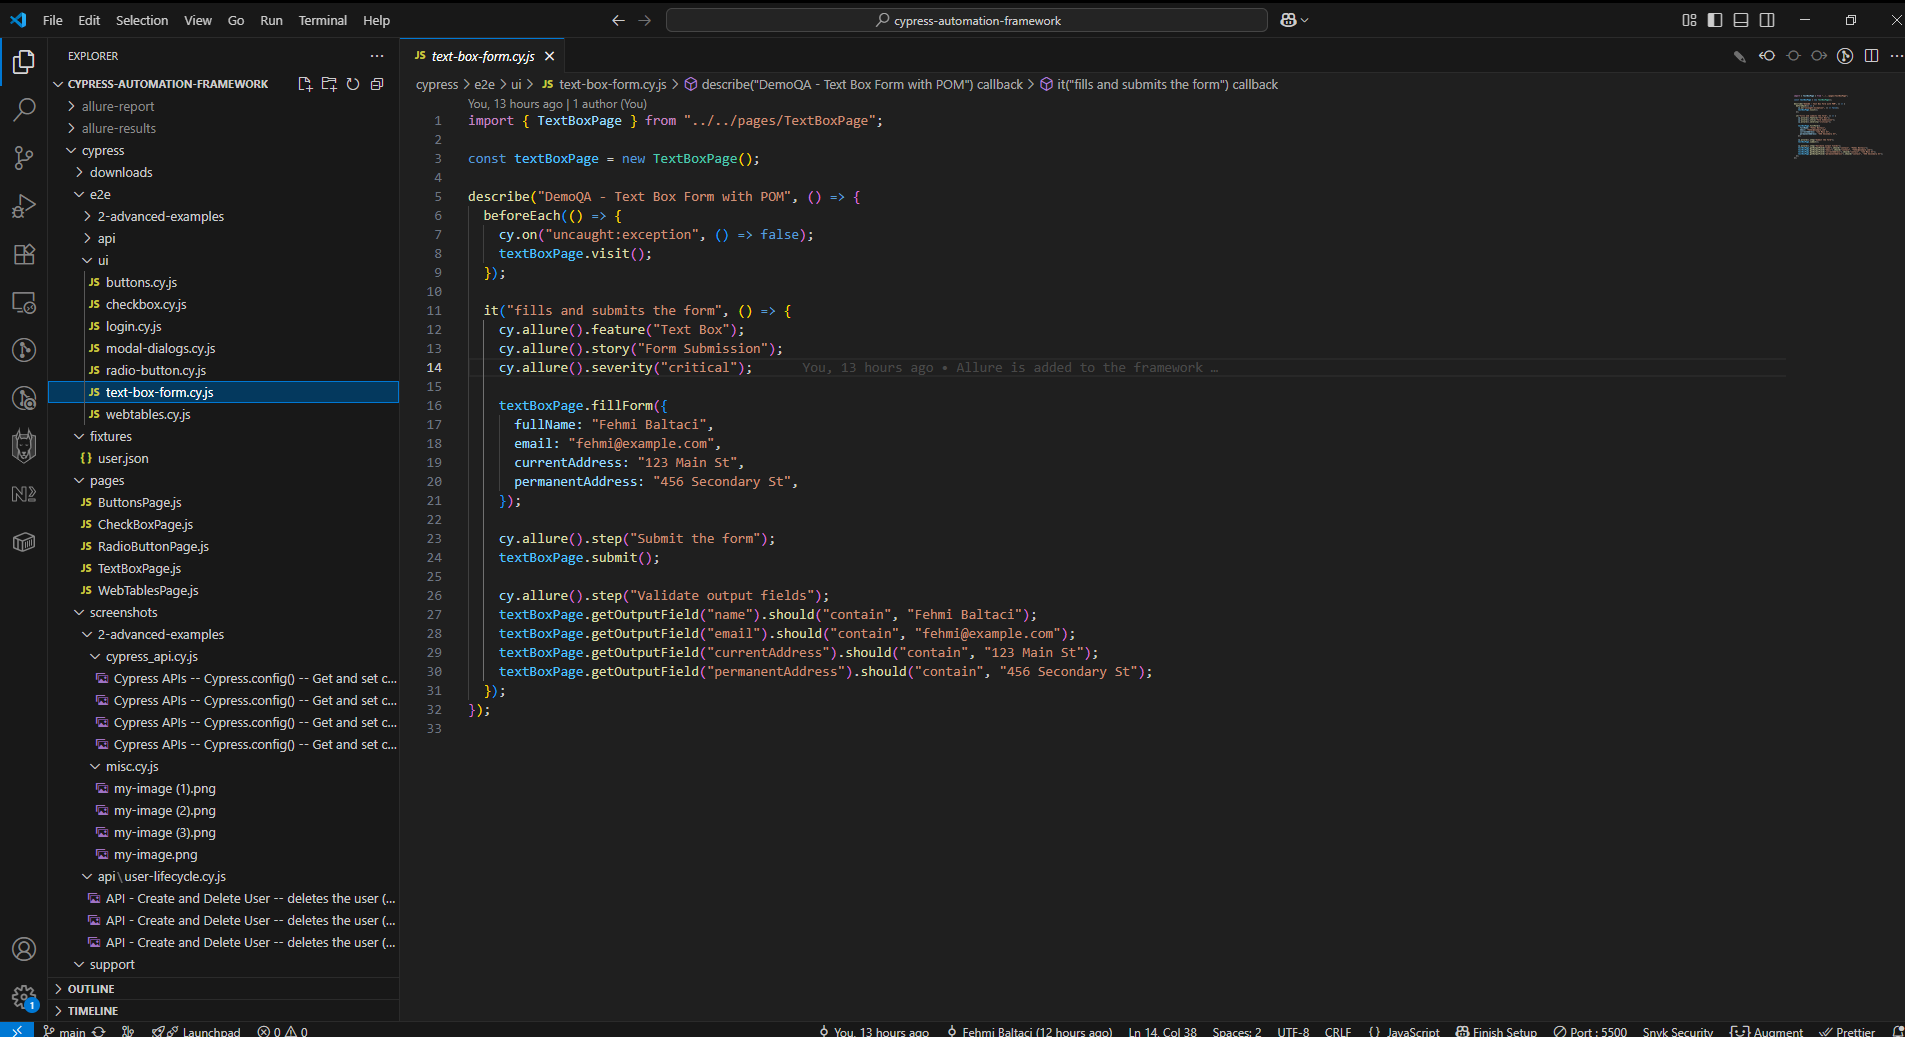 File Edit Selection View Go Run Terminal Help
cypress-automation-framework
EXPLORER
CYPRESS-AUTOMATION-FRAMEWORK
allure-report
allure-results
cypress
downloads
e2e
2-advanced-examples
api
ui
JS buttons.cy.js
JS checkbox.cy.js
JS login.cy.js
JS modal-dialogs.cy.js
JS radio-button.cy.js
JS text-box-form.cy.js
JS webtables.cy.js
fixtures
{} user.json
pages
JS ButtonsPage.js
JS CheckBoxPage.js
JS RadioButtonPage.js
JS TextBoxPage.js
JS WebTablesPage.js
screenshots
2-advanced-examples
cypress_api.cy.js
Cypress APIs -- Cypress.config() -- Get and set c...
Cypress APIs -- Cypress.config() -- Get and set c...
Cypress APIs -- Cypress.config() -- Get and set c...
Cypress APIs -- Cypress.config() -- Get and set c...
misc.cy.js
my-image (1).png
my-image (2).png
my-image (3).png
my-image.png
api\user-lifecycle.cy.js
API - Create and Delete User -- deletes the user (...
API - Create and Delete User -- deletes the user (...
API - Create and Delete User -- deletes the user (...
support
OUTLINE
TIMELINE
JS text-box-form.cy.js
cypress > e2e > ui > JS text-box-form.cy.js > describe("DemoQA - Text Box Form with POM") callback > it("fills and submits the form") callback
You, 13 hours ago | 1 author (You)
1 import { TextBoxPage } from "../../pages/TextBoxPage";
2
3 const textBoxPage = new TextBoxPage();
4
5 describe("DemoQA - Text Box Form with POM", () => {
6 beforeEach(() => {
7 cy.on("uncaught:exception", () => false);
8 textBoxPage.visit();
9 });
10
11 it("fills and submits the form", () => {
12 cy.allure().feature("Text Box");
13 cy.allure().story("Form Submission");
14 cy.allure().severity("critical"); You, 13 hours ago • Allure is added to the framework …
15
16 textBoxPage.fillForm({
17 fullName: "Fehmi Baltaci",
18 email: "fehmi@example.com",
19 currentAddress: "123 Main St",
20 permanentAddress: "456 Secondary St",
21 });
22
23 cy.allure().step("Submit the form");
24 textBoxPage.submit();
25
26 cy.allure().step("Validate output fields");
27 textBoxPage.getOutputField("name").should("contain", "Fehmi Baltaci");
28 textBoxPage.getOutputField("email").should("contain", "fehmi@example.com");
29 textBoxPage.getOutputField("currentAddress").should("contain", "123 Main St");
30 textBoxPage.getOutputField("permanentAddress").should("contain", "456 Secondary St");
31 });
32 });
33
1
main Launchpad 0 0 You, 13 hours ago Fehmi Baltaci (12 hours ago) Ln 14, Col 38 Spaces: 2 UTF-8 CRLF {} JavaScript Finish Setup Port : 5500 Snyk Security Augment Prettier